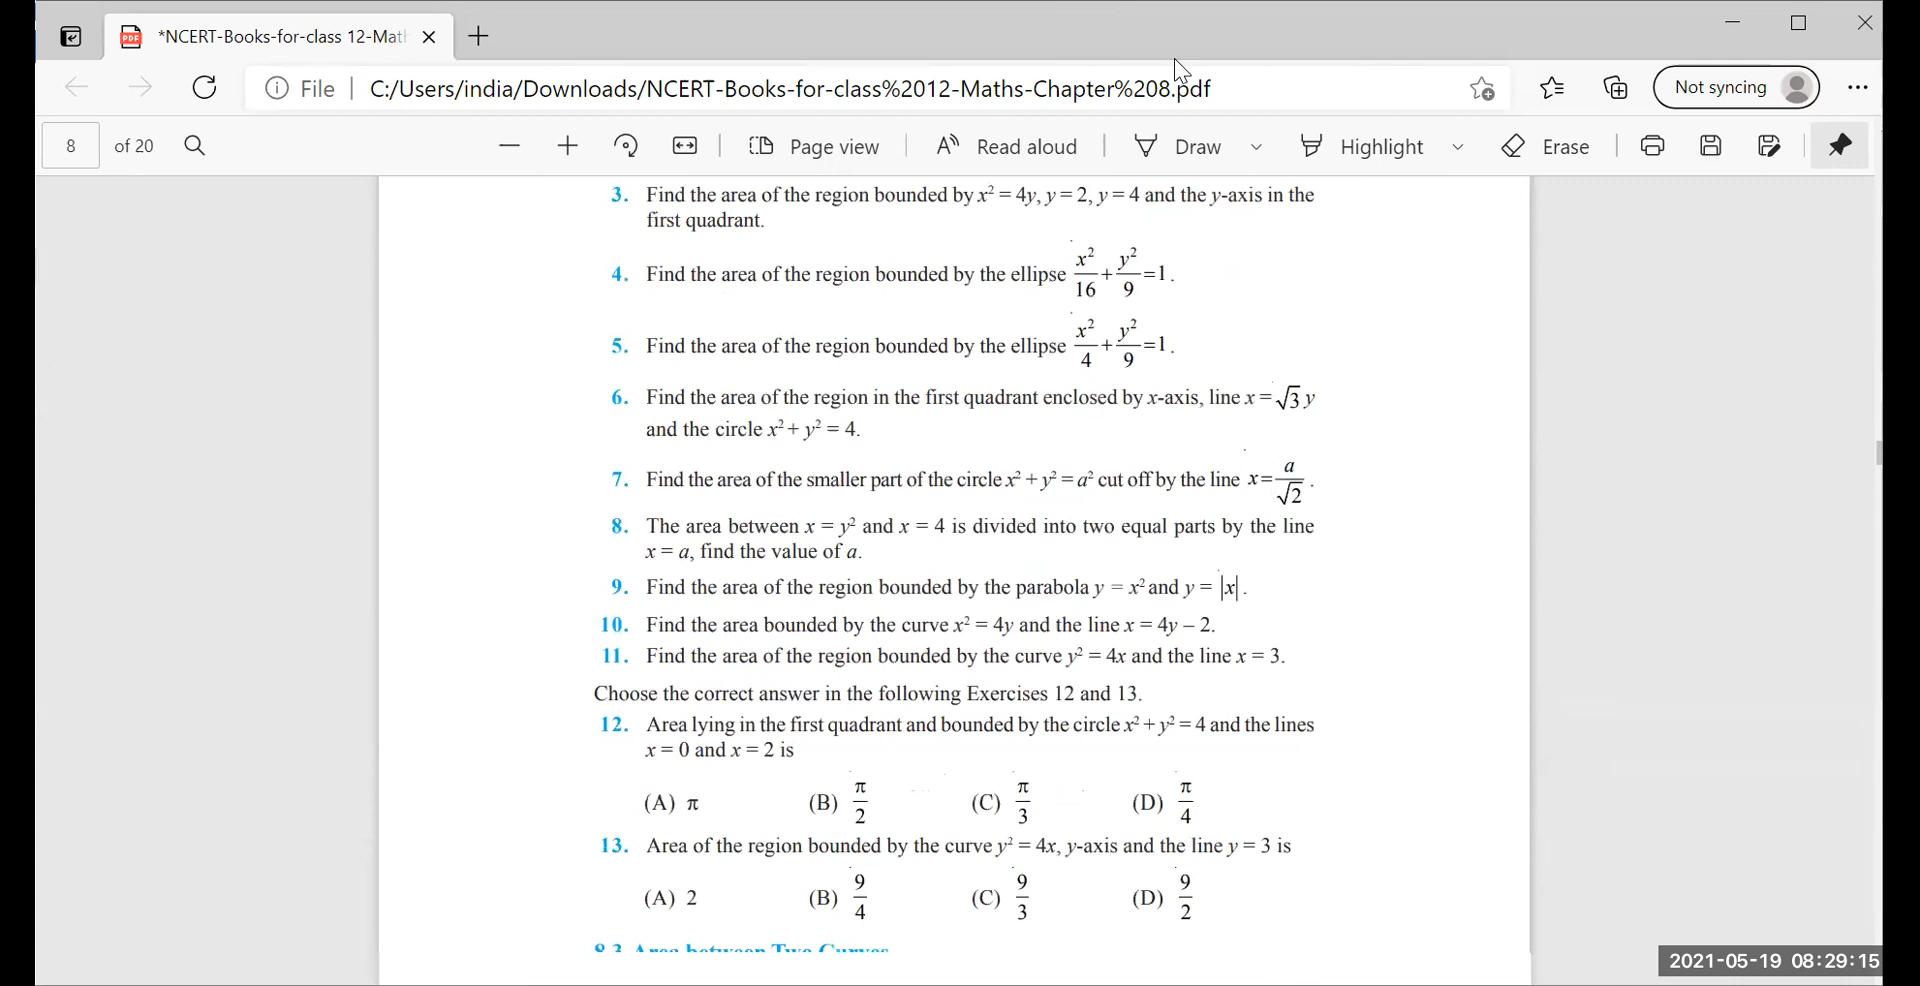 *NCERT-Books-for-class 12-Math
File | C:/Users/india/Downloads/NCERT-Books-for-class%2012-Maths-Chapter%208.pdf
Not syncing
8 of 20
Page view
Read aloud
Draw
Highlight
Erase
3. Find the area of the region bounded by x² = 4y, y = 2, y = 4 and the y-axis in the
first quadrant.
4. Find the area of the region bounded by the ellipse x²/16 + y²/9 = 1.
5. Find the area of the region bounded by the ellipse x²/4 + y²/9 = 1.
6. Find the area of the region in the first quadrant enclosed by x-axis, line x = √3 y
and the circle x² + y² = 4.
7. Find the area of the smaller part of the circle x² + y² = a² cut off by the line x = a/√2.
8. The area between x = y² and x = 4 is divided into two equal parts by the line
x = a, find the value of a.
9. Find the area of the region bounded by the parabola y = x² and y = |x|.
10. Find the area bounded by the curve x² = 4y and the line x = 4y – 2.
11. Find the area of the region bounded by the curve y² = 4x and the line x = 3.
Choose the correct answer in the following Exercises 12 and 13.
12. Area lying in the first quadrant and bounded by the circle x² + y² = 4 and the lines
x = 0 and x = 2 is
(A) π (B) π/2 (C) π/3 (D) π/4
13. Area of the region bounded by the curve y² = 4x, y-axis and the line y = 3 is
(A) 2 (B) 9/4 (C) 9/3 (D) 9/2
8.3 Area between Two Curves
2021-05-19 08:29:15